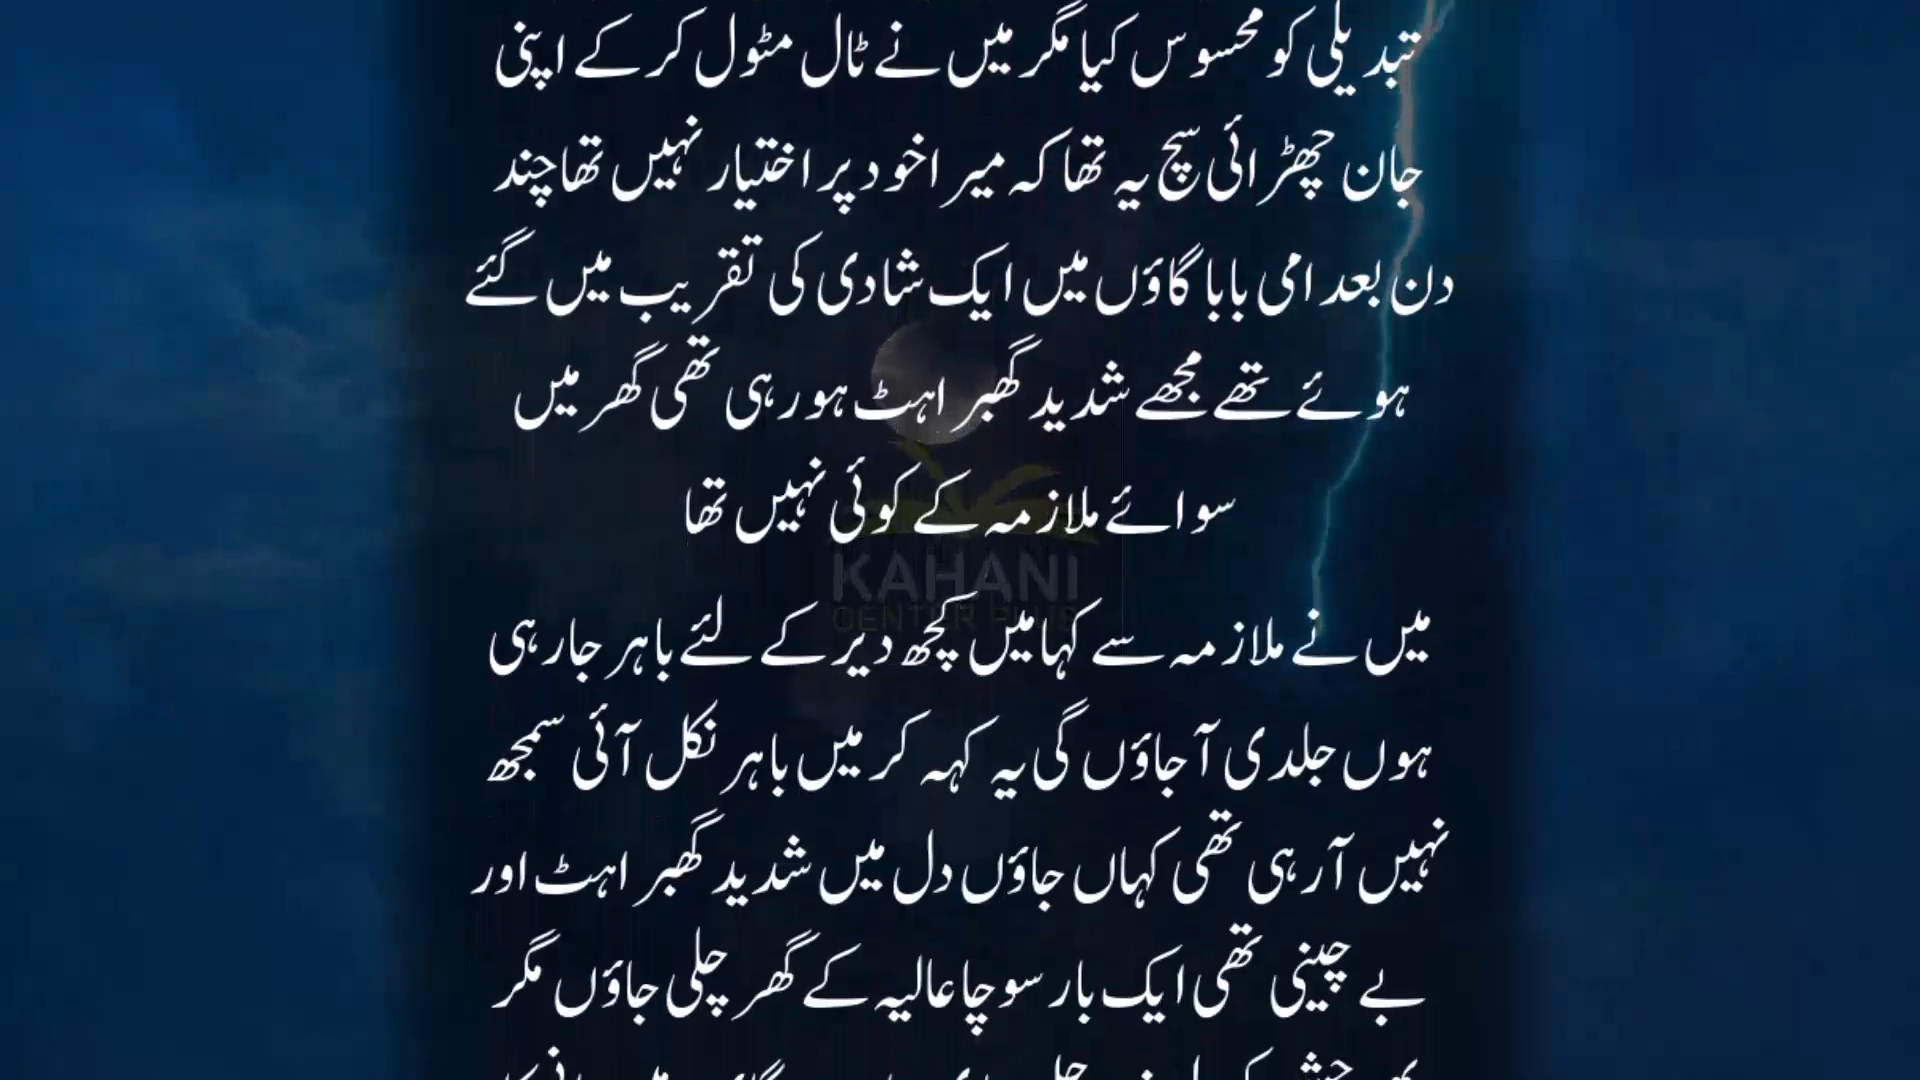 تبدیلی کو محسوس کیا مگر میں نے ٹال مٹول کر کے اپنی
جان چھڑائی سچ یہ تھا کہ میرا خود پر اختیار نہیں تھا چند
دن بعد امی بابا گاؤں میں ایک شادی کی تقریب میں گئے
ہوئے تھے مجھے شدید گھبراہٹ ہو رہی تھی گھر میں
سوائے ملازمہ کے کوئی نہیں تھا
KAHANI
CENTER PLUS
میں نے ملازمہ سے کہا میں کچھ دیر کے لئے باہر جا رہی
ہوں جلدی آ جاؤں گی یہ کہہ کر میں باہر نکل آئی سمجھ
نہیں آ رہی تھی کہاں جاؤں دل میں شدید گھبراہٹ اور
بے چینی تھی ایک بار سوچا عالیہ کے گھر چلی جاؤں مگر